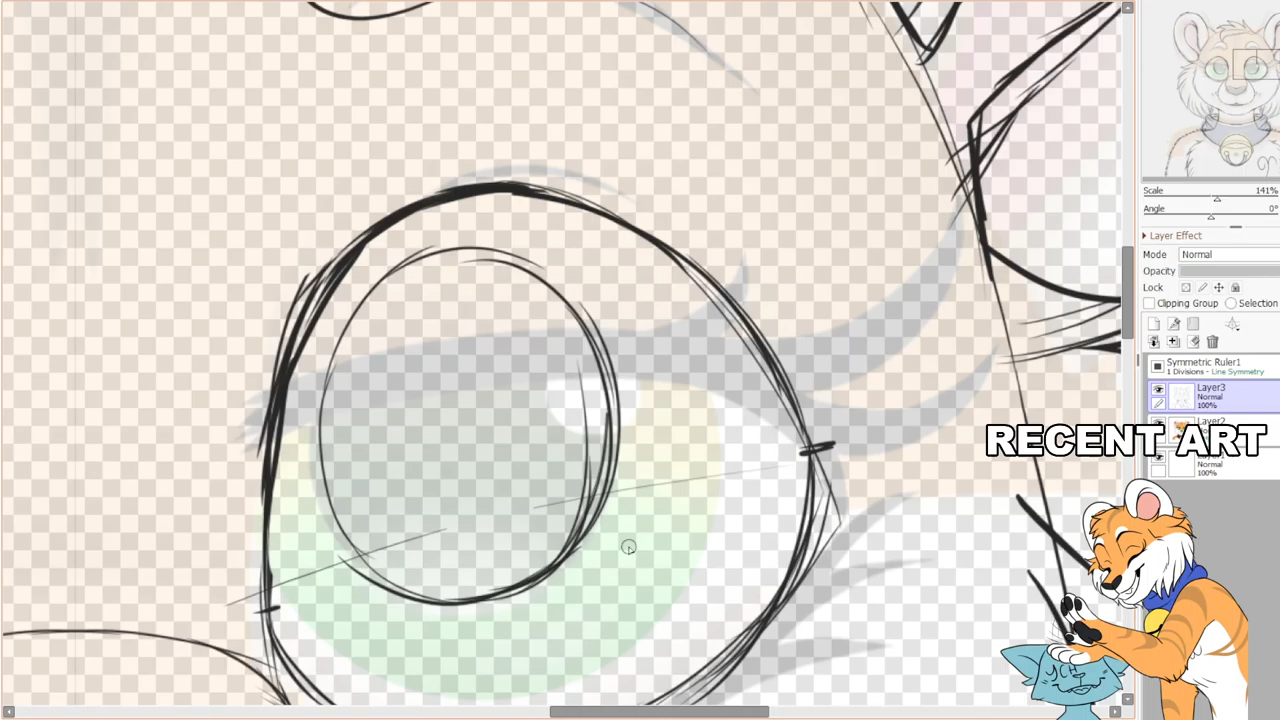 Scale 141%
Angle 0°
Layer Effect
Mode Normal
Opacity
Lock
Clipping Group Selection
Symmetric Ruler1
1 Divisions - Line Symmetry
Layer3
Normal
100%
Layer2
RECENT ART
Normal
100%